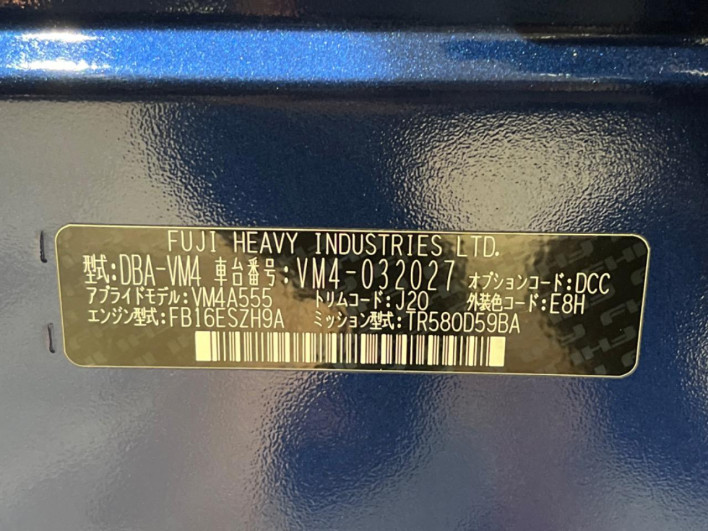 FUJI HEAVY INDUSTRIES LTD.
型式:DBA-VM4 車台番号:VM4-032027 オプションコード:DCC
アプライドモデル:VM4A555 トリムコード:J20 外装色コード:E8H
エンジン型式:FB16ESZH9A ミッション型式:TR580D59BA